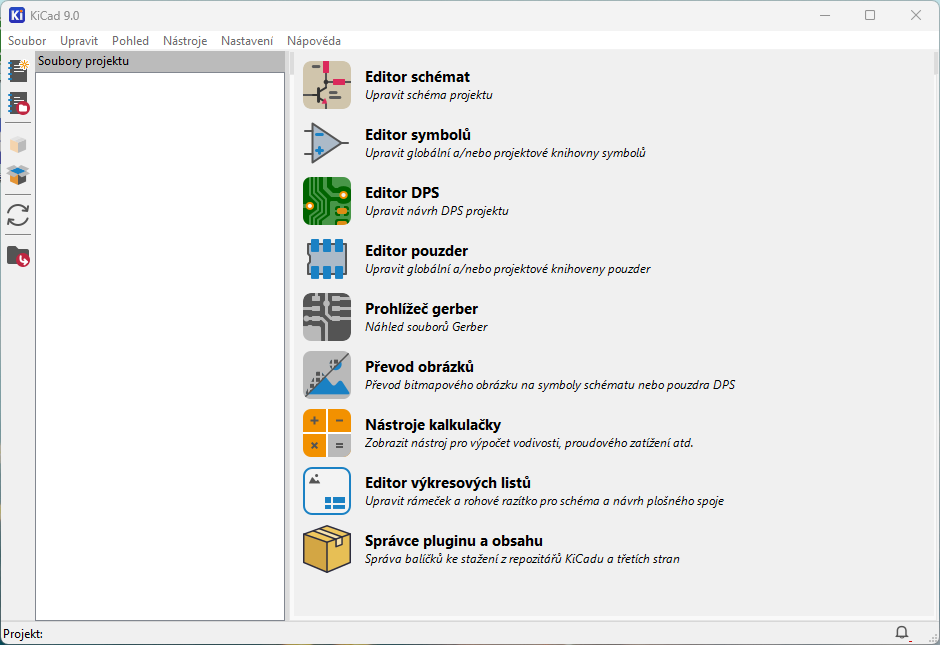 KiCad 9.0
Soubor Upravit Pohled Nástroje Nastavení Nápověda
Soubory projektu
Editor schémat
Upravit schéma projektu
Editor symbolů
Upravit globální a/nebo projektové knihovny symbolů
Editor DPS
Upravit návrh DPS projektu
Editor pouzder
Upravit globální a/nebo projektové knihoveny pouzder
Prohlížeč gerber
Náhled souborů Gerber
Převod obrázků
Převod bitmapového obrázku na symboly schématu nebo pouzdra DPS
Nástroje kalkulačky
Zobrazit nástroj pro výpočet vodivosti, proudového zatížení atd.
Editor výkresových listů
Upravit rámeček a rohové razítko pro schéma a návrh plošného spoje
Správce pluginu a obsahu
Správa balíčků ke stažení z repozitářů KiCadu a třetích stran
Projekt: